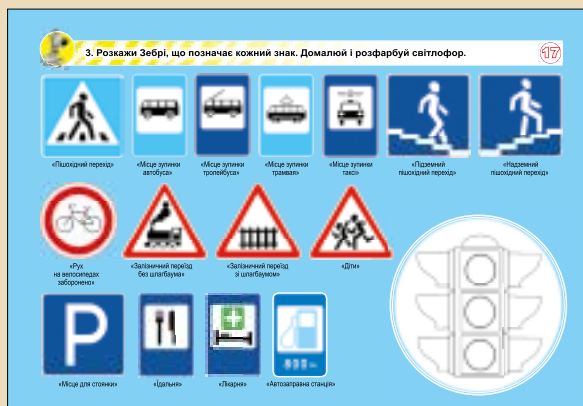 3. Розкажи Зебрі, що позначає кожний знак. Домалюй і розфарбуй світлофор.
17
«Пішохідний перехід»
«Місце зупинки
автобуса»
«Місце зупинки
тролейбуса»
«Місце зупинки
трамвая»
«Місце зупинки
таксі»
«Підземний
пішохідний перехід»
«Надземний
пішохідний перехід»
«Рух
на велосипедах
заборонено»
«Залізничний переїзд
без шлагбаума»
«Залізничний переїзд
зі шлагбаумом»
«Діти»
P
«Місце для стоянки»
«Їдальня»
«Лікарня»
«Автозаправна станція»